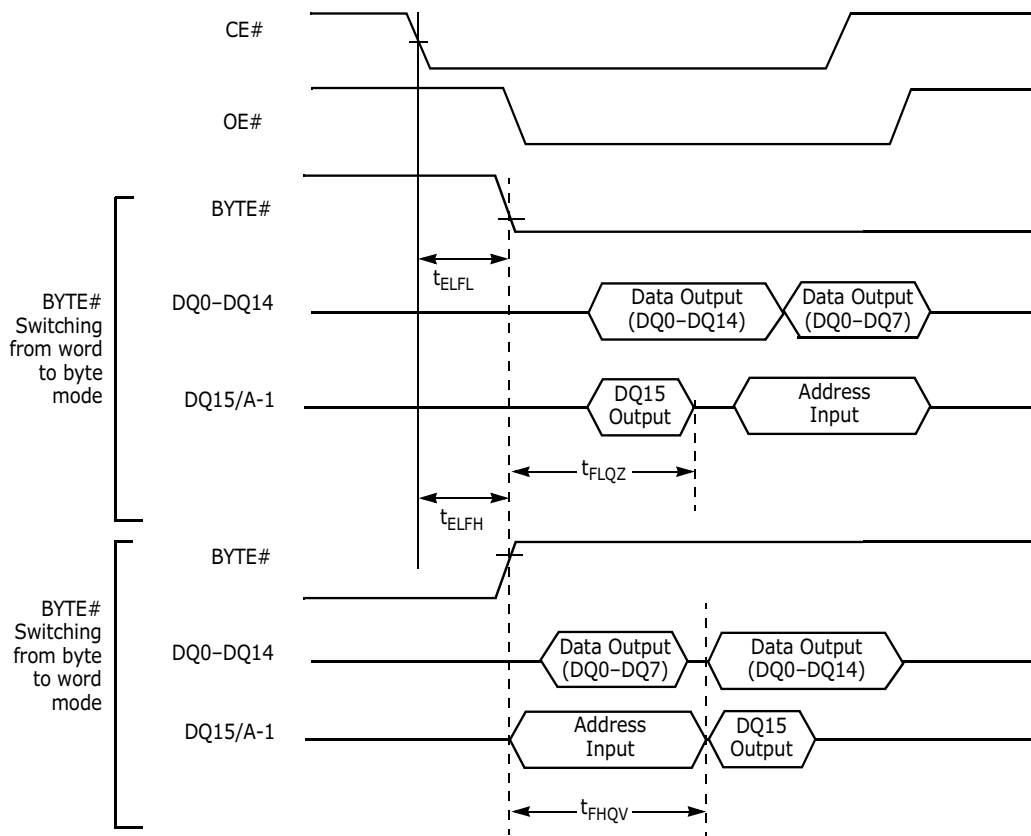 CE#
OE#
BYTE#
tELFL
BYTE#
Switching
from word
to byte
mode
DQ0–DQ14
Data Output
(DQ0–DQ14)
Data Output
(DQ0–DQ7)
DQ15/A-1
DQ15
Output
Address
Input
tFLQZ
tELFH
BYTE#
BYTE#
Switching
from byte
to word
mode
DQ0–DQ14
Data Output
(DQ0–DQ7)
Data Output
(DQ0–DQ14)
DQ15/A-1
Address
Input
DQ15
Output
tFHQV